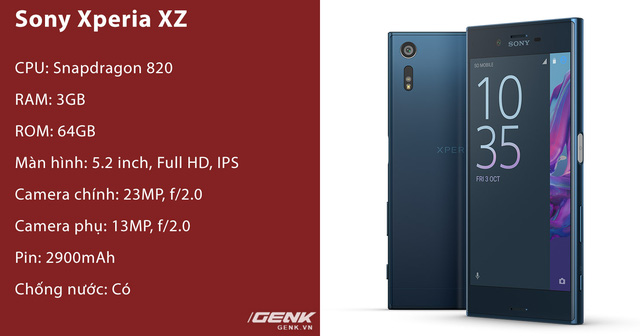 Sony Xperia XZ
CPU: Snapdragon 820
RAM: 3GB
ROM: 64GB
Màn hình: 5.2 inch, Full HD, IPS
Camera chính: 23MP, f/2.0
Camera phụ: 13MP, f/2.0
Pin: 2900mAh
Chống nước: Có
GENK
GENK.VN
XPER
SONY
10
35
FRI 3 OCT